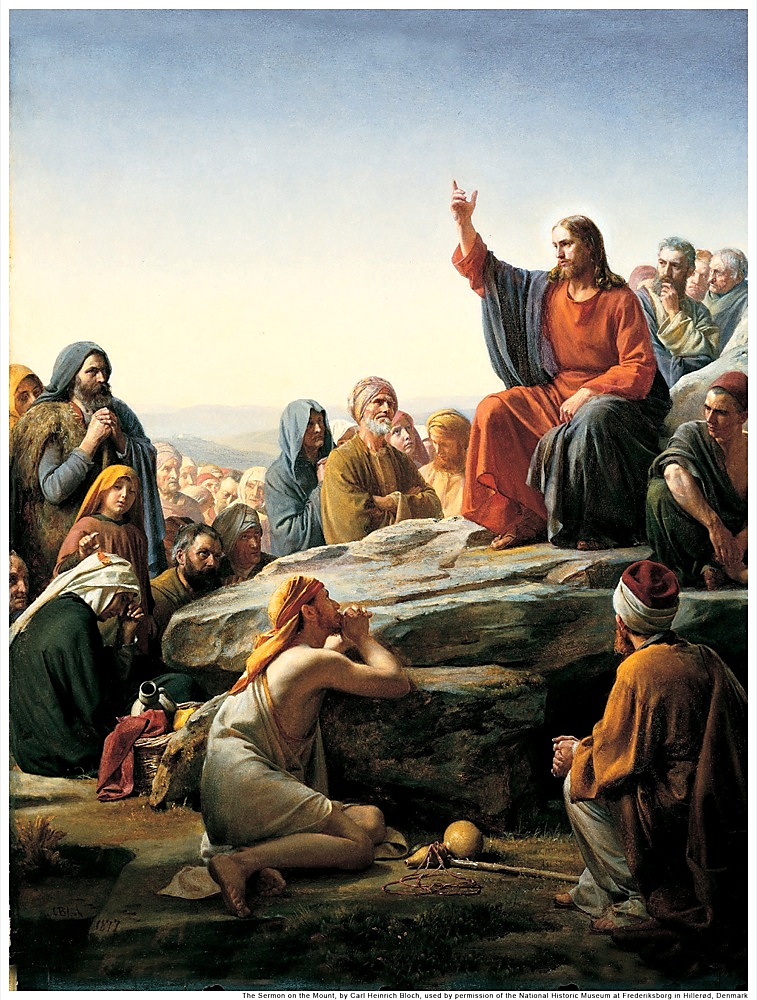 1877
The Sermon on the Mount, by Carl Heinrich Bloch, used by permission of the National Historic Museum at Frederiksborg in Hillerød, Denmark